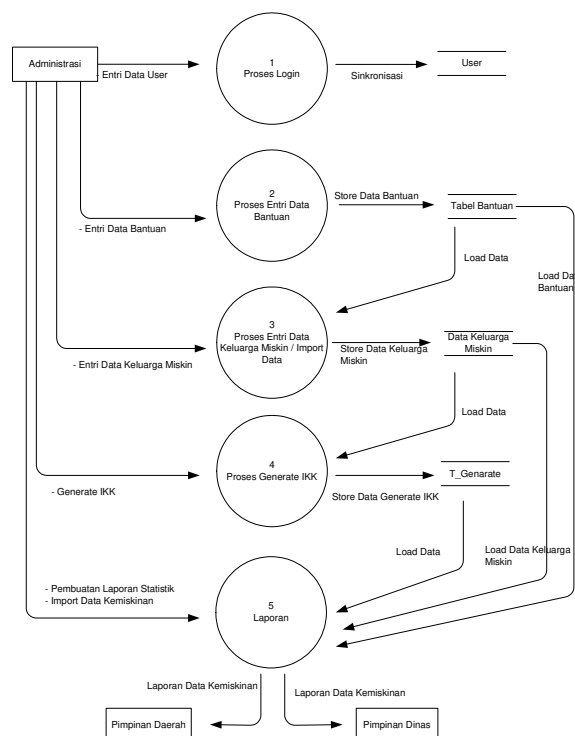 Administrasi
- Entri Data User
1
Proses Login
Sinkronisasi
User
2
Proses Entri Data
Bantuan
Store Data Bantuan
Tabel Bantuan
- Entri Data Bantuan
Load Data
Load Da
Bantuan
3
Proses Entri Data
Keluarga Miskin / Import
Data
- Entri Data Keluarga Miskin
Store Data Keluarga
Miskin
Data Keluarga
Miskin
Load Data
4
Proses Generate IKK
- Generate IKK
Store Data Generate IKK
T_Genarate
Load Data
Load Data Keluarga
Miskin
- Pembuatan Laporan Statistik
- Import Data Kemiskinan
5
Laporan
Laporan Data Kemiskinan
Laporan Data Kemiskinan
Pimpinan Daerah
Pimpinan Dinas